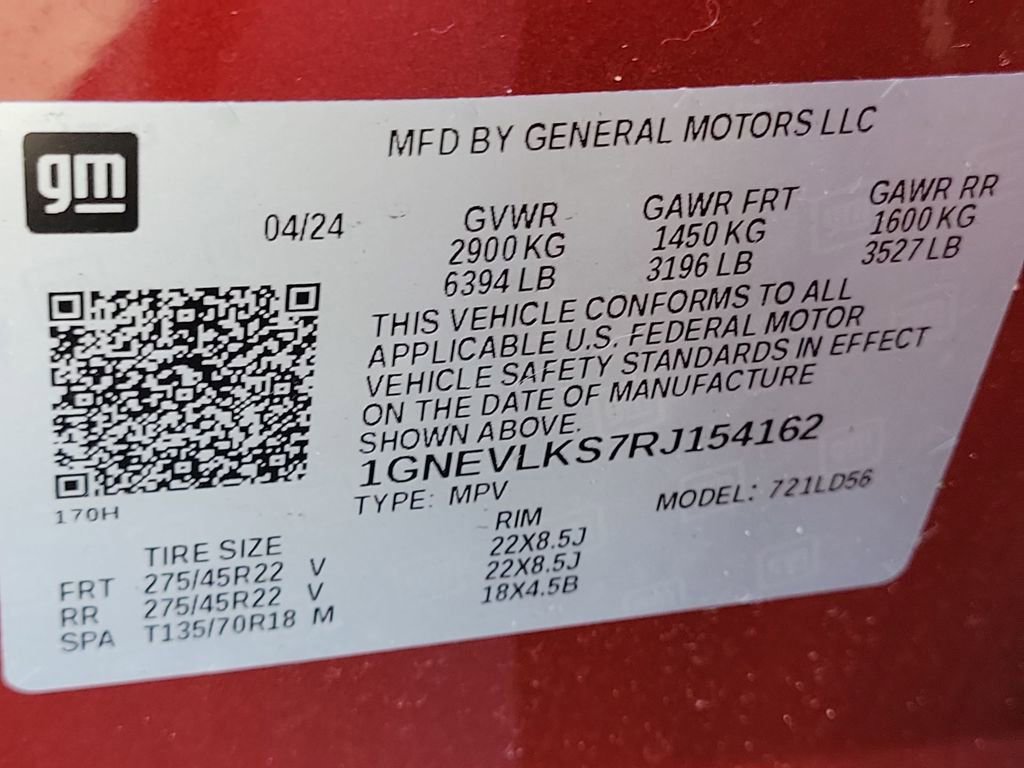 gm
MFD BY GENERAL MOTORS LLC
04/24 GVWR GAWR FRT GAWR RR
2900 KG 1450 KG 1600 KG
6394 LB 3196 LB 3527 LB
THIS VEHICLE CONFORMS TO ALL
APPLICABLE U.S. FEDERAL MOTOR
VEHICLE SAFETY STANDARDS IN EFFECT
ON THE DATE OF MANUFACTURE
SHOWN ABOVE.
1GNEVLKS7RJ154162
TYPE: MPV MODEL: 721LD56
170H
TIRE SIZE RIM
FRT 275/45R22 V 22X8.5J
RR 275/45R22 V 22X8.5J
SPA T135/70R18 M 18X4.5B